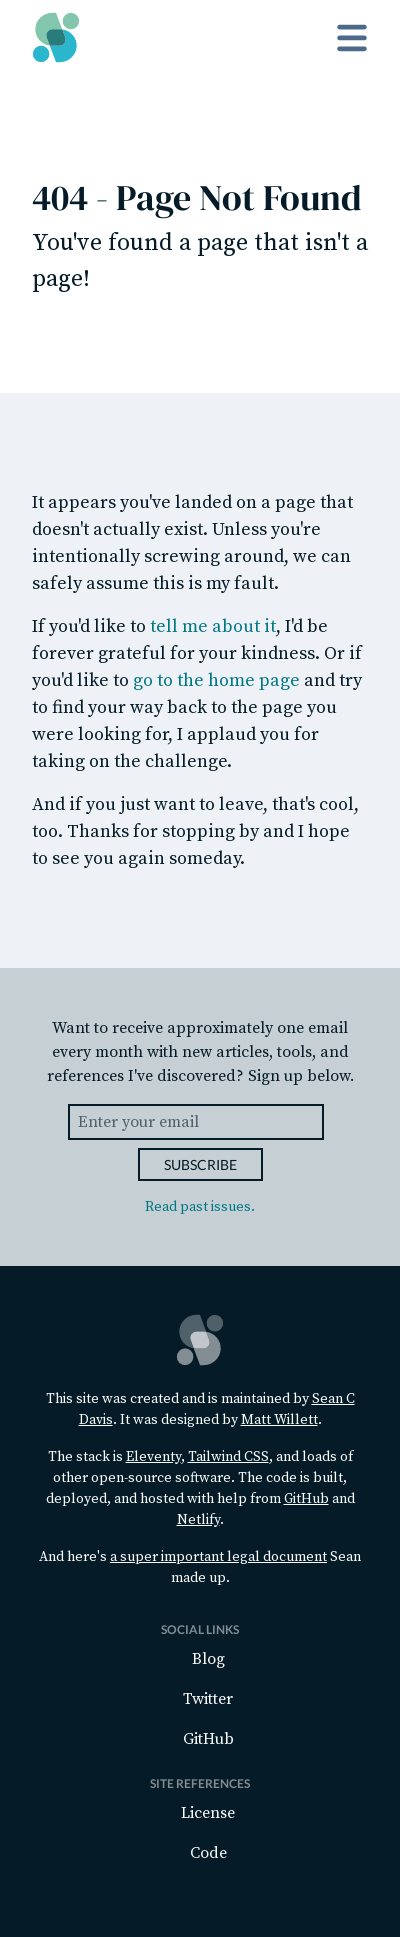 404 - Page Not Found
You've found a page that isn't a
page!
It appears you've landed on a page that
doesn't actually exist. Unless you're
intentionally screwing around, we can
safely assume this is my fault.
If you'd like to tell me about it, I'd be
forever grateful for your kindness. Or if
you'd like to go to the home page and try
to find your way back to the page you
were looking for, I applaud you for
taking on the challenge.
And if you just want to leave, that's cool,
too. Thanks for stopping by and I hope
to see you again someday.
Want to receive approximately one email
every month with new articles, tools, and
references I've discovered? Sign up below.
Enter your email
SUBSCRIBE
Read past issues.
This site was created and is maintained by Sean C
Davis. It was designed by Matt Willett.
The stack is Eleventy, Tailwind CSS, and loads of
other open-source software. The code is built,
deployed, and hosted with help from GitHub and
Netlify.
And here's a super important legal document Sean
made up.
SOCIAL LINKS
Blog
Twitter
GitHub
SITE REFERENCES
License
Code